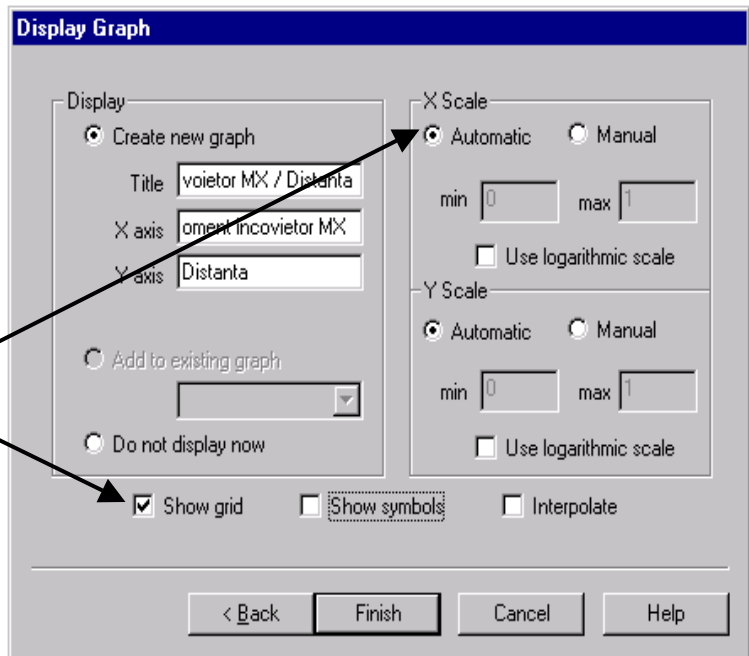 Display Graph
Display
Create new graph
Title voietor MX / Distanta
X axis oment incovietor MX
Y axis Distanta
Add to existing graph
Do not display now
X Scale
Automatic Manual
min 0 max 1
Use logarithmic scale
Y Scale
Automatic Manual
min 0 max 1
Use logarithmic scale
Show grid Show symbols Interpolate
< Back Finish Cancel Help